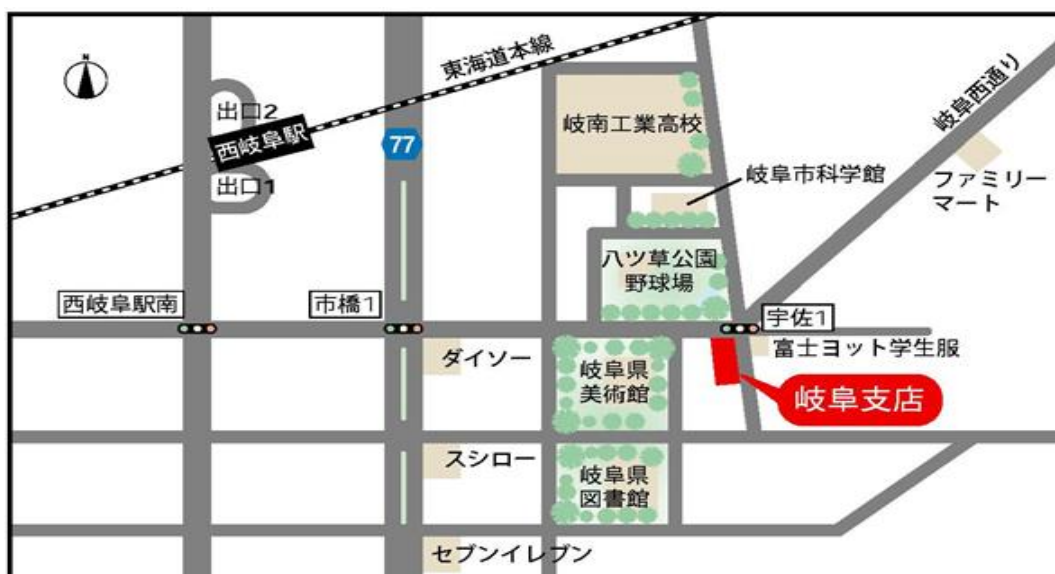 N
東海道本線
出口2
西岐阜駅
出口1
77
岐南工業高校
岐阜西通り
岐阜市科学館
ファミリー
マート
八ツ草公園
野球場
西岐阜駅南
市橋1
宇佐1
富士ヨット学生服
ダイソー
岐阜県
美術館
岐阜支店
スシロー
岐阜県
図書館
セブンイレブン